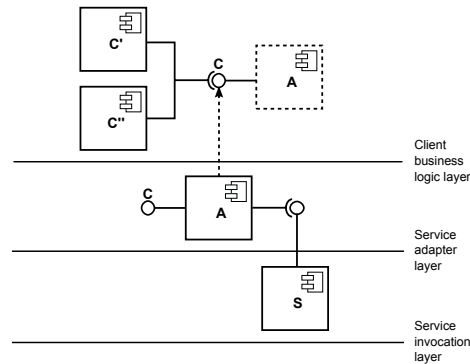 C'
C
A
C''
Client
business
logic layer
C
A
Service
adapter
layer
S
Service
invocation
layer